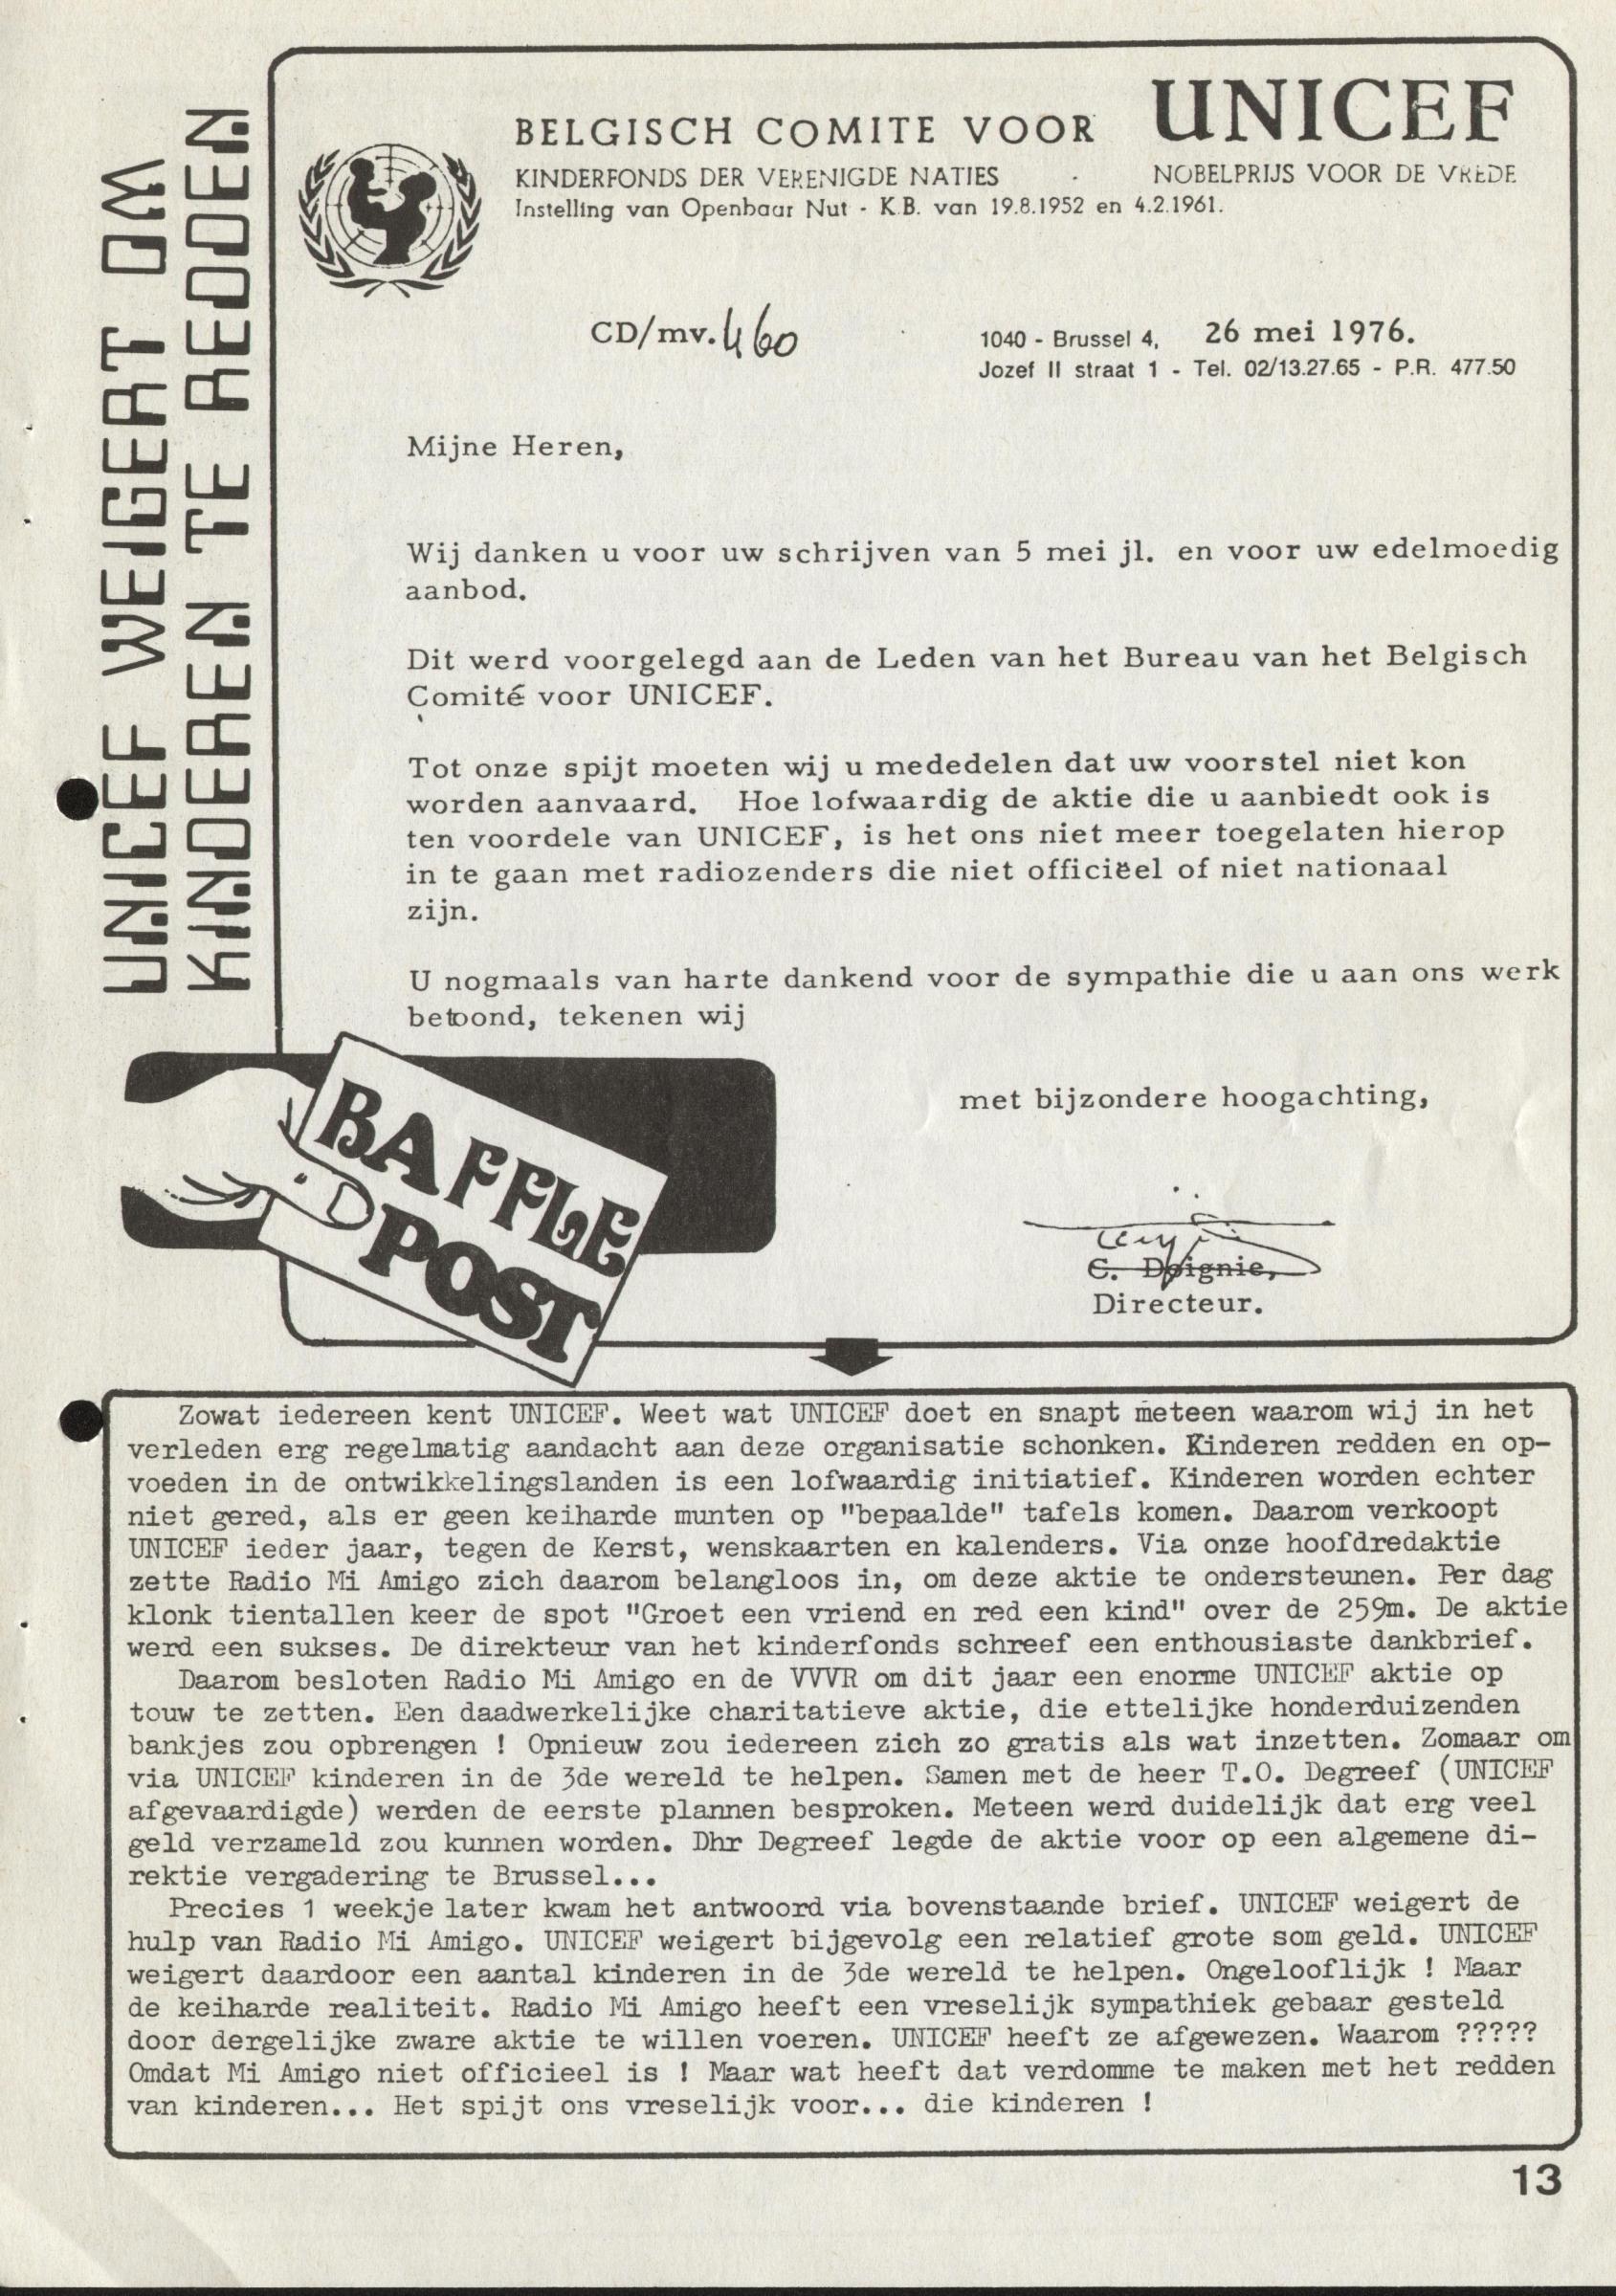 UNICEF WEIGERT OM
KINDEREN TE REDDEN
BELGISCH COMITE VOOR UNICEF
KINDERFONDS DER VERENIGDE NATIES - NOBELPRIJS VOOR DE VREDE
Instelling van Openbaar Nut - K.B. van 19.8.1952 en 4.2.1961.
CD/mv. 460
1040 - Brussel 4, 26 mei 1976.
Jozef II straat 1 - Tel. 02/13.27.65 - P.R. 477.50
Mijne Heren,
Wij danken u voor uw schrijven van 5 mei jl. en voor uw edelmoedig
aanbod.
Dit werd voorgelegd aan de Leden van het Bureau van het Belgisch
Comité voor UNICEF.
Tot onze spijt moeten wij u mededelen dat uw voorstel niet kon
worden aanvaard. Hoe lofwaardig de aktie die u aanbiedt ook is
ten voordele van UNICEF, is het ons niet meer toegelaten hierop
in te gaan met radiozenders die niet officiëel of niet nationaal
zijn.
U nogmaals van harte dankend voor de sympathie die u aan ons werk
betoond, tekenen wij
met bijzondere hoogachting,
C. Doignie,
Directeur.
BAFFLE
POST
Zowat iedereen kent UNICEF. Weet wat UNICEF doet en snapt meteen waarom wij in het
verleden erg regelmatig aandacht aan deze organisatie schonken. Kinderen redden en op-
voeden in de ontwikkelingslanden is een lofwaardig initiatief. Kinderen worden echter
niet gered, als er geen keiharde munten op "bepaalde" tafels komen. Daarom verkoopt
UNICEF ieder jaar, tegen de Kerst, wenskaarten en kalenders. Via onze hoofdredaktie
zette Radio Mi Amigo zich daarom belangloos in, om deze aktie te ondersteunen. Per dag
klonk tientallen keer de spot "Groet een vriend en red een kind" over de 259m. De aktie
werd een sukses. De direkteur van het kinderfonds schreef een enthousiaste dankbrief.
Daarom besloten Radio Mi Amigo en de VVVR om dit jaar een enorme UNICEF aktie op
touw te zetten. Een daadwerkelijke charitatieve aktie, die ettelijke honderduizenden
bankjes zou opbrengen ! Opnieuw zou iedereen zich zo gratis als wat inzetten. Zomaar om
via UNICEF kinderen in de 3de wereld te helpen. Samen met de heer T.O. Degreef (UNICEF
afgevaardigde) werden de eerste plannen besproken. Meteen werd duidelijk dat erg veel
geld verzameld zou kunnen worden. Dhr Degreef legde de aktie voor op een algemene di-
rektie vergadering te Brussel...
Precies 1 weekje later kwam het antwoord via bovenstaande brief. UNICEF weigert de
hulp van Radio Mi Amigo. UNICEF weigert bijgevolg een relatief grote som geld. UNICEF
weigert daardoor een aantal kinderen in de 3de wereld te helpen. Ongelooflijk ! Maar
de keiharde realiteit. Radio Mi Amigo heeft een vreselijk sympathiek gebaar gesteld
door dergelijke zware aktie te willen voeren. UNICEF heeft ze afgewezen. Waarom ?????
Omdat Mi Amigo niet officieel is ! Maar wat heeft dat verdomme te maken met het redden
van kinderen... Het spijt ons vreselijk voor... die kinderen !
13